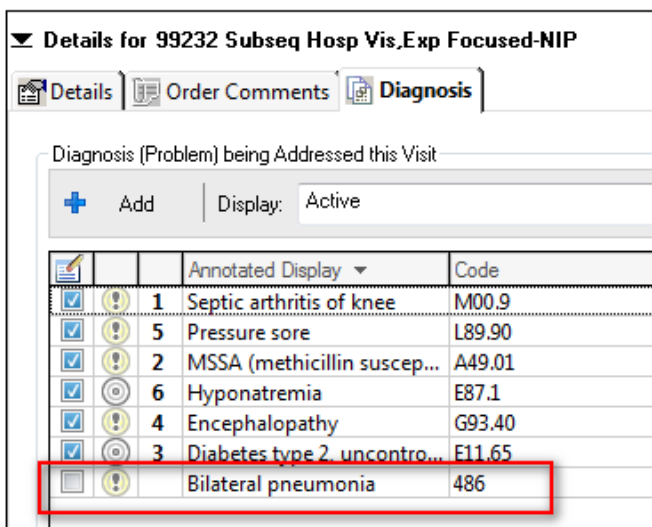 Details for 99232 Subseq Hosp Vis,Exp Focused-NIP
Details Order Comments Diagnosis
Diagnosis (Problem) being Addressed this Visit
Add Display: Active
Annotated Display Code
1 Septic arthritis of knee M00.9
5 Pressure sore L89.90
2 MSSA (methicillin suscep... A49.01
6 Hyponatremia E87.1
4 Encephalopathy G93.40
3 Diabetes type 2, uncontro... E11.65
Bilateral pneumonia 486